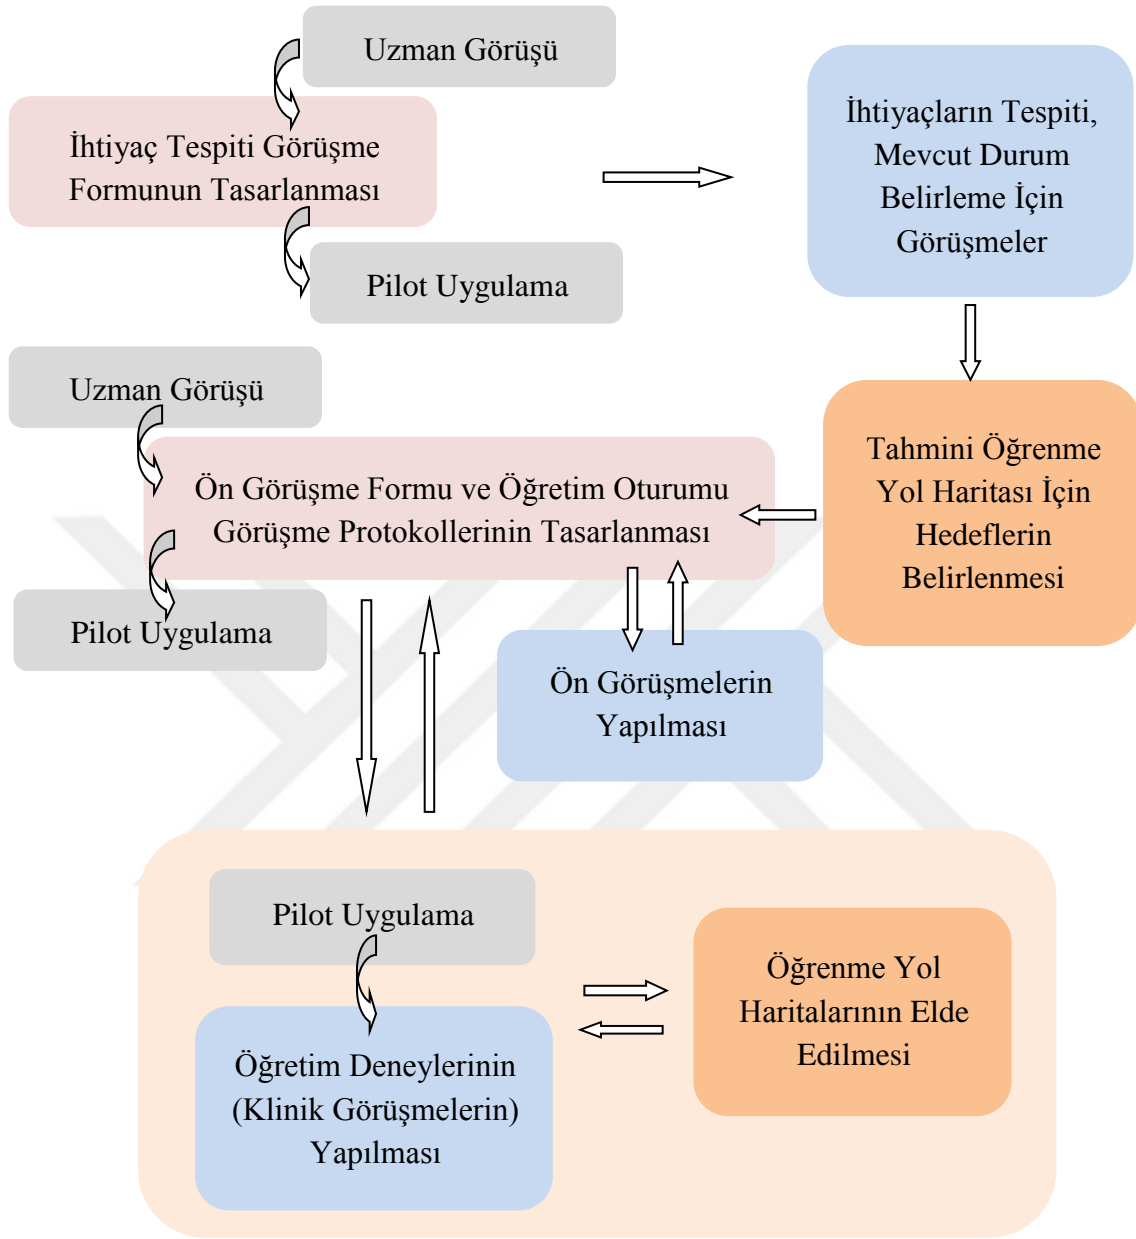 Uzman Görüşü
İhtiyaç Tespiti Görüşme
Formunun Tasarlanması
Pilot Uygulama
İhtiyaçların Tespiti,
Mevcut Durum
Belirleme İçin
Görüşmeler
Tahmini Öğrenme
Yol Haritası İçin
Hedeflerin
Belirlenmesi
Uzman Görüşü
Ön Görüşme Formu ve Öğretim Oturumu
Görüşme Protokollerinin Tasarlanması
Pilot Uygulama
Ön Görüşmelerin
Yapılması
Pilot Uygulama
Öğretim Deneylerinin
(Klinik Görüşmelerin)
Yapılması
Öğrenme Yol
Haritalarının Elde
Edilmesi